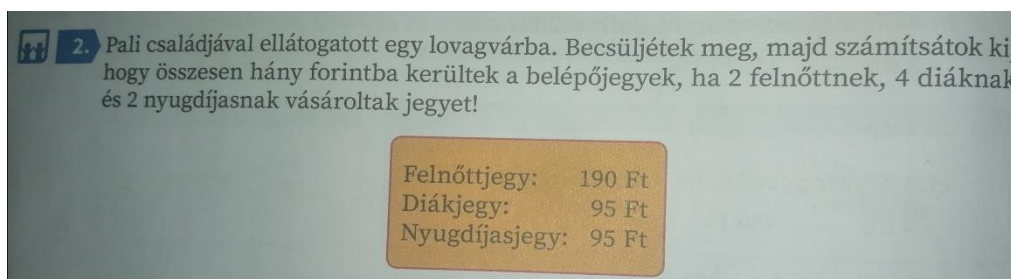 2. Pali családjával ellátogatott egy lovagvárba. Becsüljétek meg, majd számítsátok ki,
hogy összesen hány forintba kerültek a belépőjegyek, ha 2 felnőttnek, 4 diáknak
és 2 nyugdíjasnak vásároltak jegyet!
Felnőttjegy: 190 Ft
Diákjegy: 95 Ft
Nyugdíjasjegy: 95 Ft